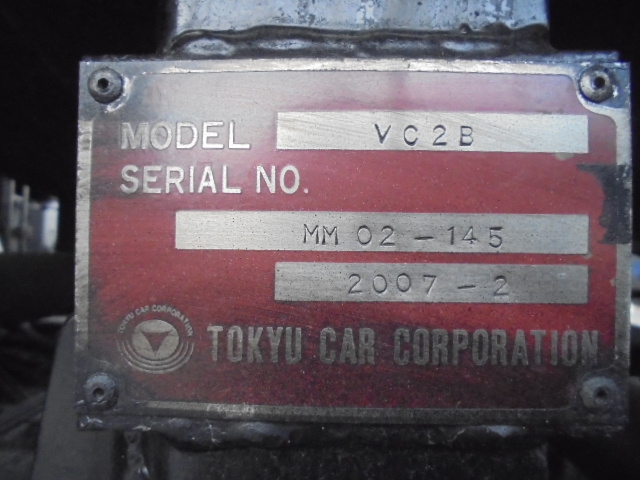 MODEL VC2B
SERIAL NO.
MM 02-145
2007-2
TOKYU CAR CORPORATION
TOKYU CAR CORPORATION